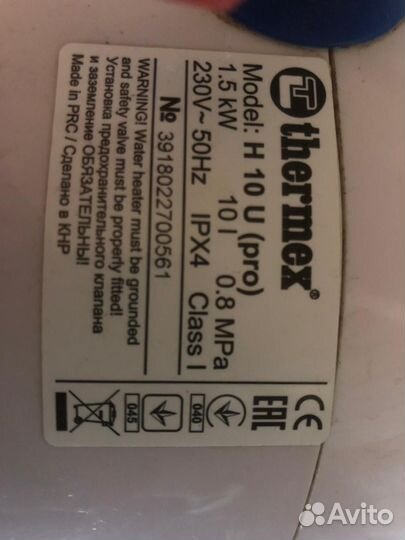 thermex®
Model: H 10 U (pro)
1.5 kW 10 l 0.8 MPa
230V~ 50Hz IPX4 Class I
№ 3918022700561
WARNING! Water heater must be grounded
and safety valve must be properly fitted!
Установка предохранительного клапана
и заземление ОБЯЗАТЕЛЬНЫ!
Made in PRC / Сделано в КНР
CE
EAC
040
045
Avito